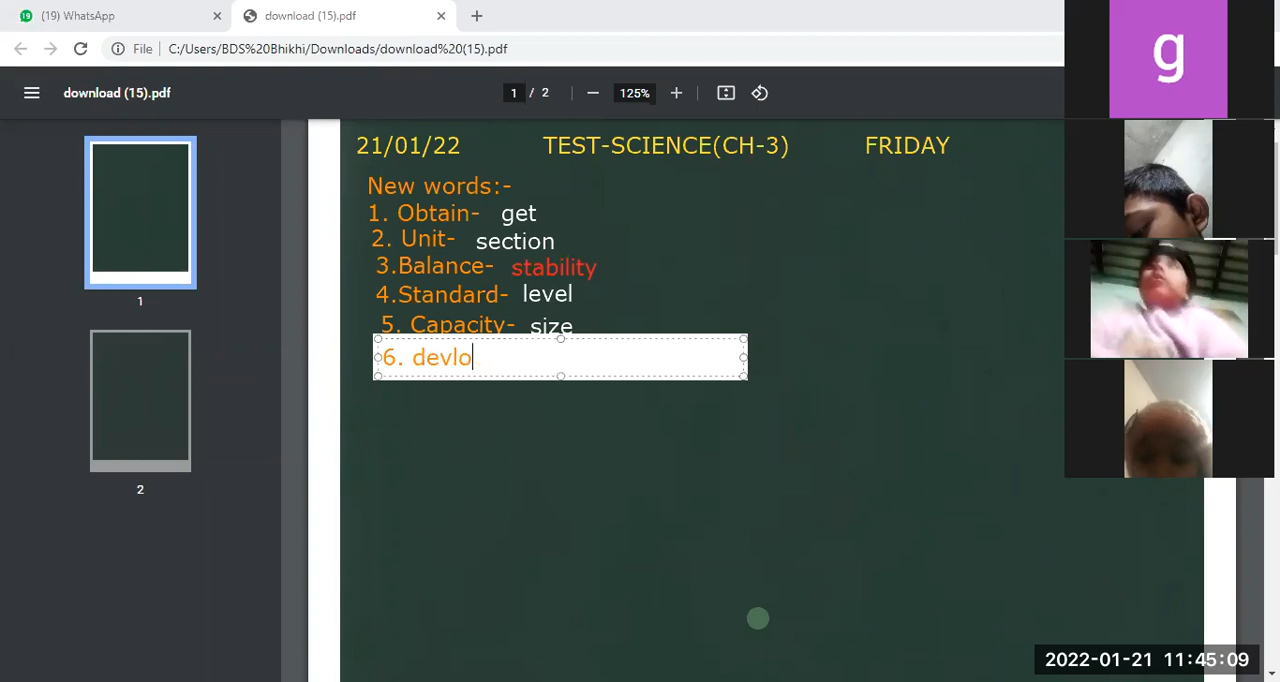 (19) WhatsApp
download (15).pdf
File
C:/Users/BDS%20Bhikhi/Downloads/download%20(15).pdf
download (15).pdf
1 / 2
125%
g
21/01/22 TEST-SCIENCE(CH-3) FRIDAY
New words:-
1. Obtain- get
2. Unit- section
3.Balance- stability
4.Standard- level
5. Capacity- size
6. devlo
1
2
2022-01-21 11:45:09